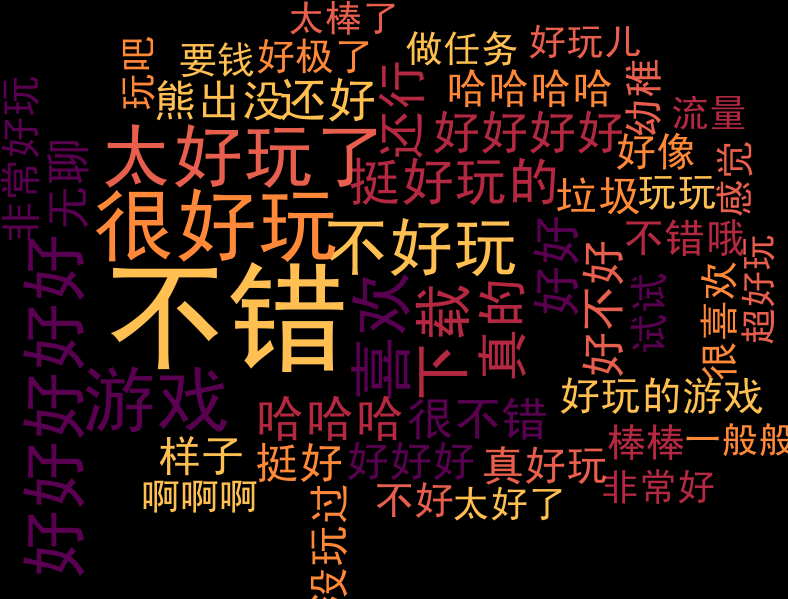 太棒了
好玩儿
做任务
要钱
好极了
玩吧
熊出没
还好
还行
哈哈哈哈
幼稚
流量
非常好玩
无聊
太好玩了
好好好好
好像
感觉
挺好玩的
垃圾
玩玩
很好玩
不好玩
好好
不错哦
不错
好好好好好
喜欢
下载
真的
好不好
试试
很喜欢
超好玩
游戏
哈哈哈
很不错
好玩的游戏
样子
挺好
好好好
真好玩
棒棒
一般般
啊啊啊
没玩过
不好
太好了
非常好